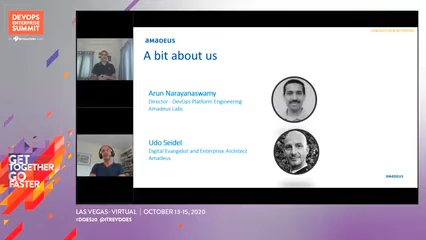 DEVOPS
ENTERPRISE
SUMMIT
amadeus
A bit about us
Arun Narayanaswamy
Director - DevOps Platform Engineering
Amadeus Labs
Udo Seidel
Digital Evangelist and Enterprise Architect
Amadeus
amadeus
GET
TOGETHER
GO
FASTER
LAS VEGAS-VIRTUAL | OCTOBER 13-15, 2020
#DOES20 @ITREVDOES